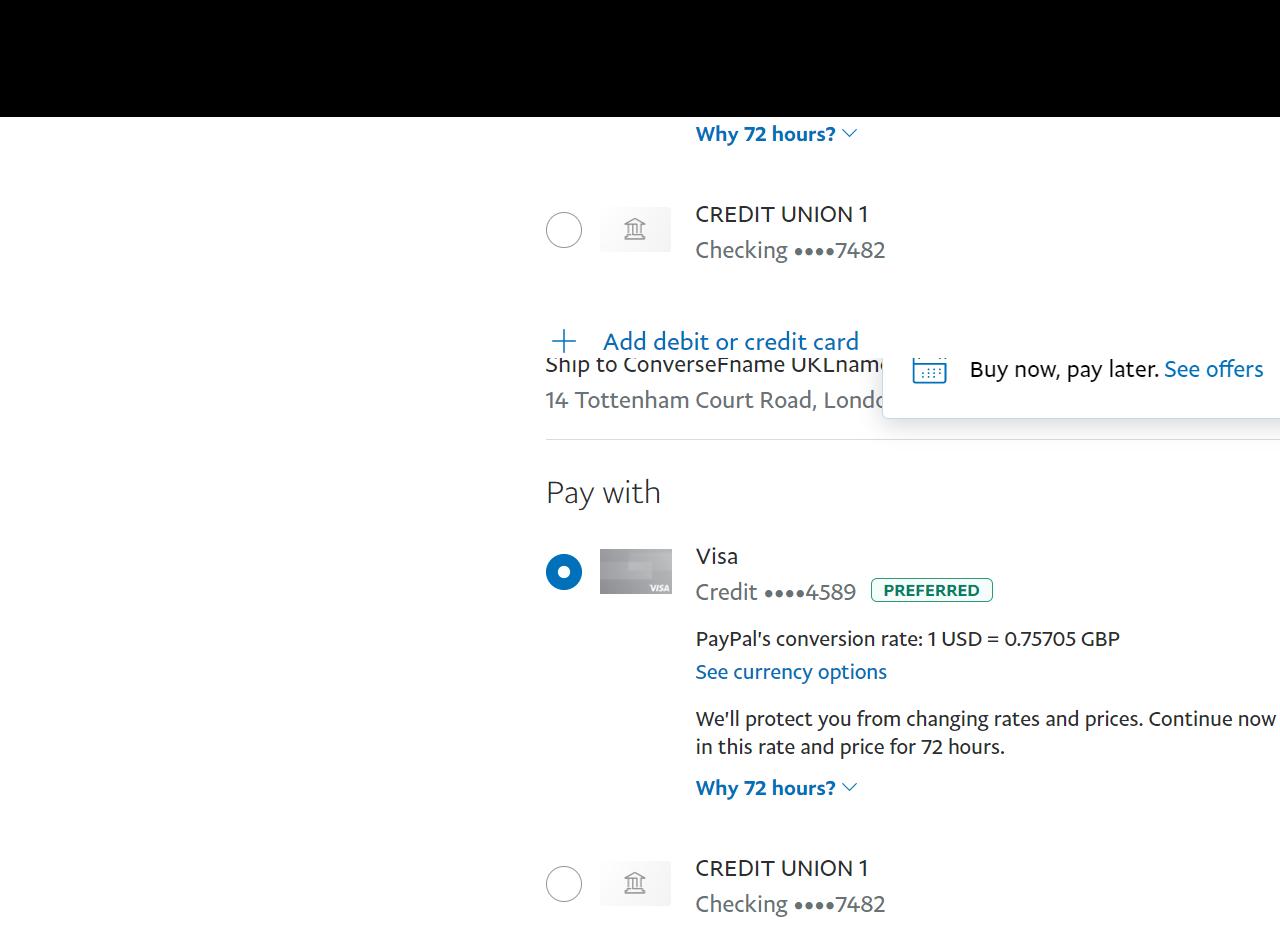 Why 72 hours?
CREDIT UNION 1
Checking ••••7482
Add debit or credit card
Ship to ConverseFname UKLname
Buy now, pay later. See offers
14 Tottenham Court Road, Londo
Pay with
Visa
VISA
Credit ••••4589 PREFERRED
PayPal's conversion rate: 1 USD = 0.75705 GBP
See currency options
We'll protect you from changing rates and prices. Continue now
in this rate and price for 72 hours.
Why 72 hours?
CREDIT UNION 1
Checking ••••7482